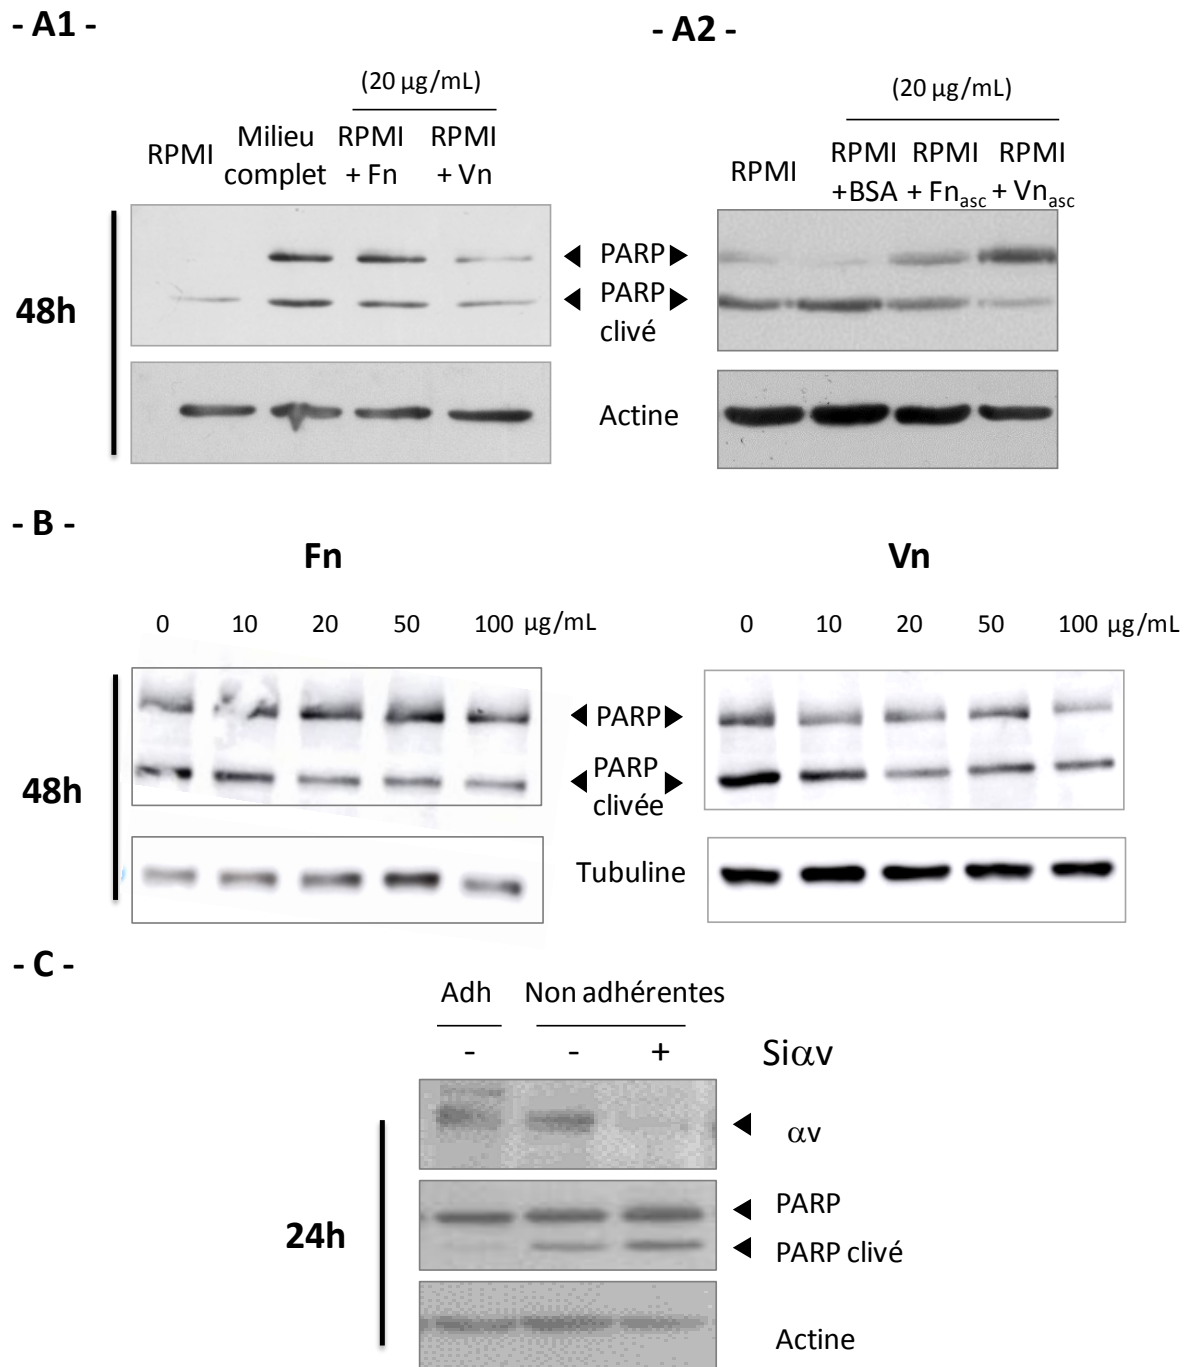 - A1 -
- A2 -
(20 µg/mL)
RPMI
Milieu complet
RPMI + Fn
RPMI + Vn
(20 µg/mL)
RPMI
RPMI +BSA
RPMI + Fnasc
RPMI + Vnasc
48h
PARP
PARP
clivé
Actine
- B -
Fn
Vn
0 10 20 50 100 µg/mL
0 10 20 50 100 µg/mL
48h
PARP
PARP
clivée
Tubuline
- C -
Adh Non adhérentes
- - + Siαv
αv
24h
PARP
PARP clivé
Actine